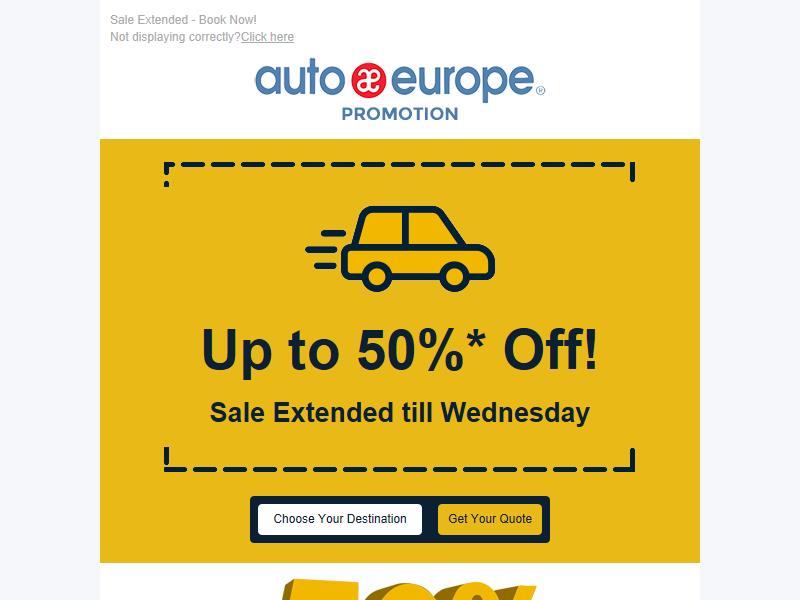 Sale Extended - Book Now!
Not displaying correctly?Click here
auto æ europe®
PROMOTION
Up to 50%* Off!
Sale Extended till Wednesday
Choose Your Destination Get Your Quote